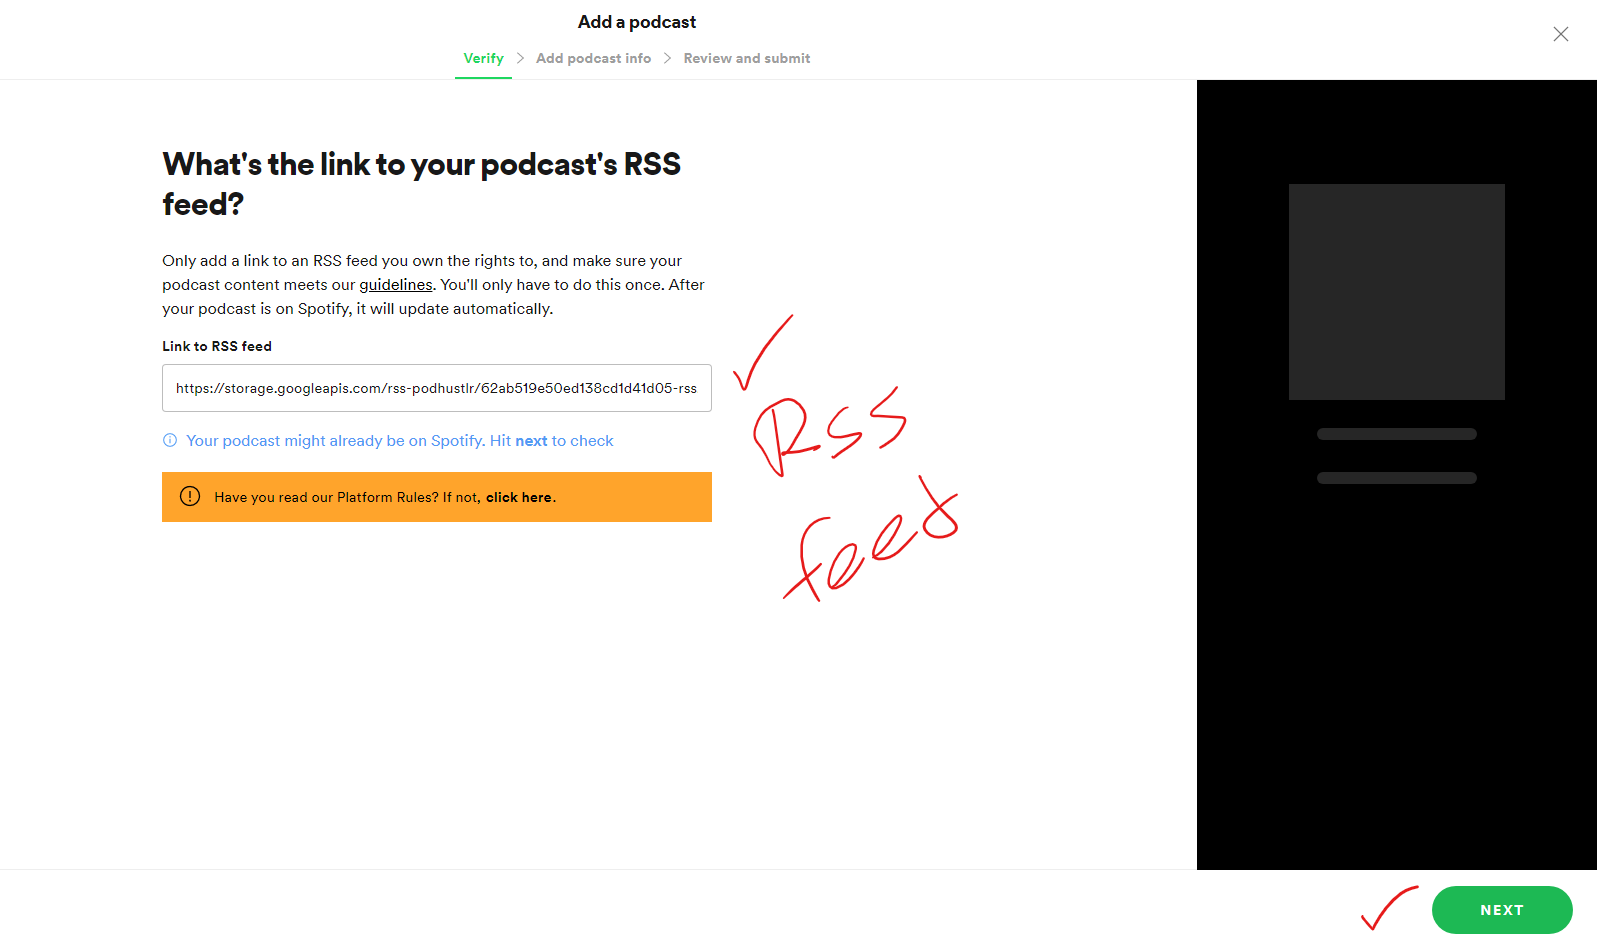 Add a podcast
Verify > Add podcast info > Review and submit
What's the link to your podcast's RSS
feed?
Only add a link to an RSS feed you own the rights to, and make sure your
podcast content meets our guidelines. You'll only have to do this once. After
your podcast is on Spotify, it will update automatically.
Link to RSS feed
https://storage.googleapis.com/rss-podhustlr/62ab519e50ed138cd1d41d05-rss
Your podcast might already be on Spotify. Hit next to check
Have you read our Platform Rules? If not, click here.
Rss
feed
NEXT